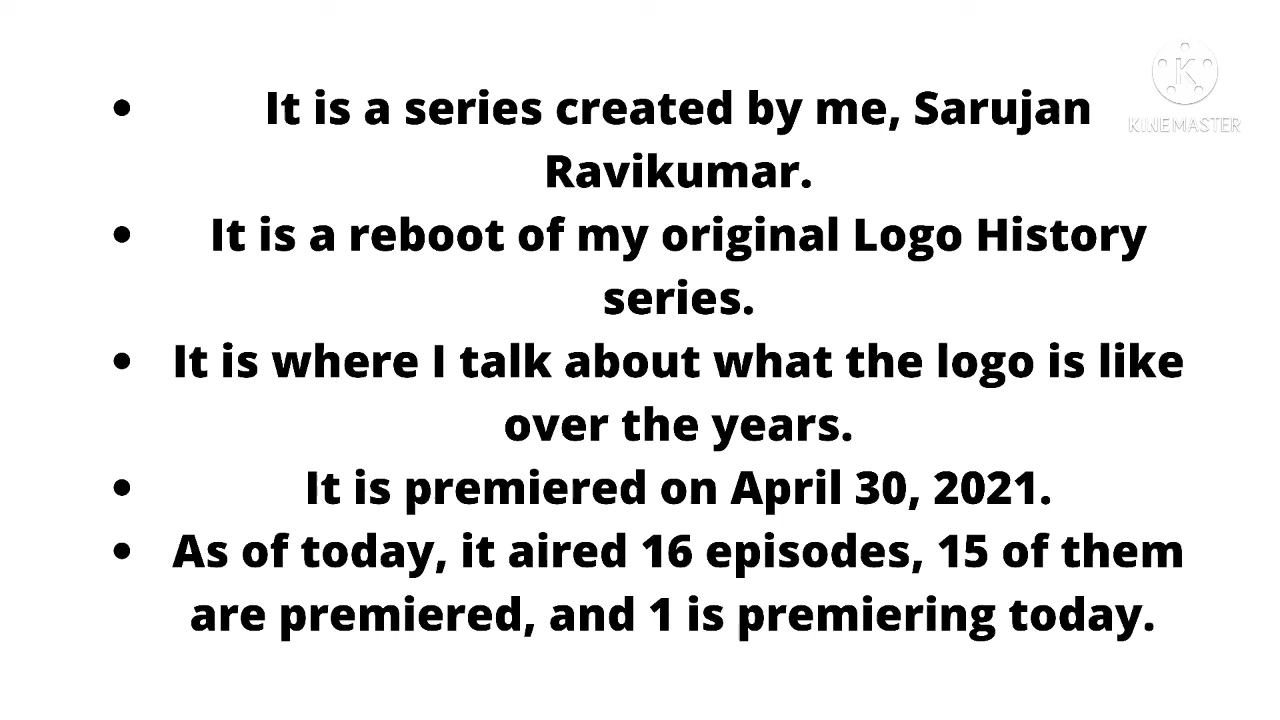 • It is a series created by me, Sarujan
Ravikumar.
• It is a reboot of my original Logo History
series.
• It is where I talk about what the logo is like
over the years.
• It is premiered on April 30, 2021.
• As of today, it aired 16 episodes, 15 of them
are premiered, and 1 is premiering today.
K
KINEMASTER